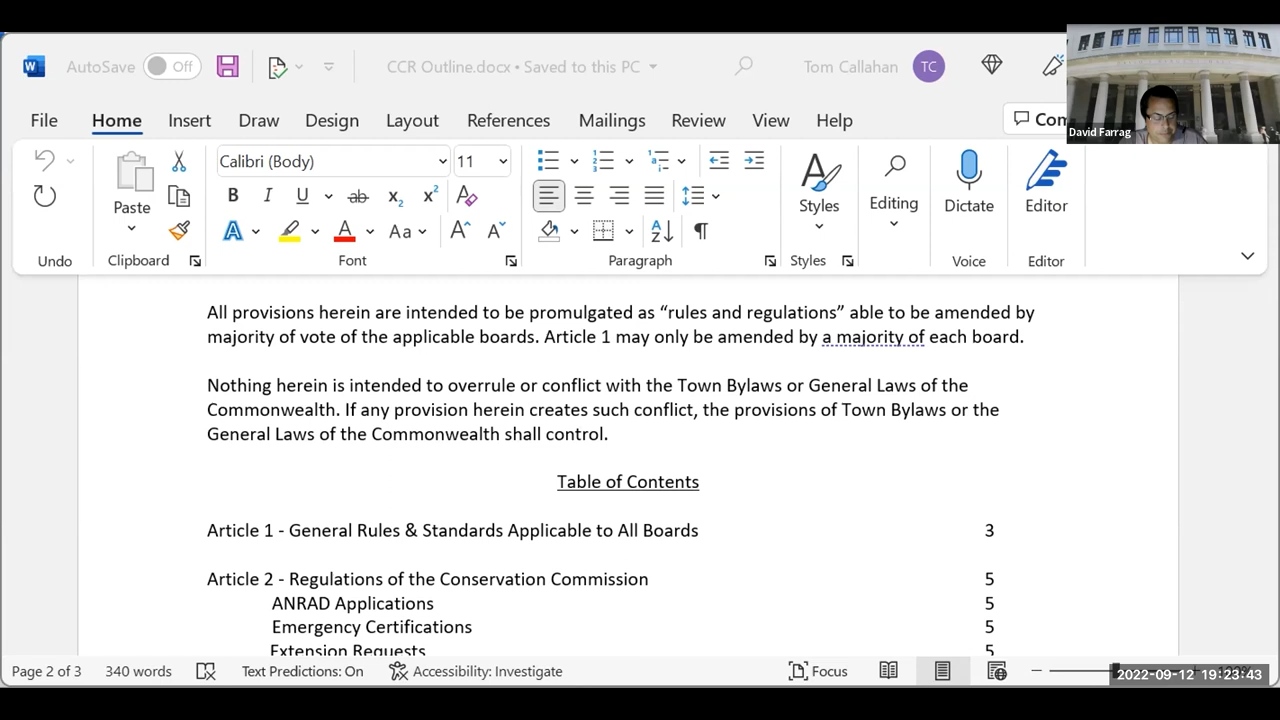 AutoSave Off CCR Outline.docx • Saved to this PC Tom Callahan TC
File Home Insert Draw Design Layout References Mailings Review View Help Com
David Farrag
Calibri (Body) 11
Paste B I U ab x₂ x² A Aa A A ¶ Styles Editing Dictate Editor
Undo Clipboard Font Paragraph Styles Voice Editor
All provisions herein are intended to be promulgated as “rules and regulations” able to be amended by
majority of vote of the applicable boards. Article 1 may only be amended by a majority of each board.
Nothing herein is intended to overrule or conflict with the Town Bylaws or General Laws of the
Commonwealth. If any provision herein creates such conflict, the provisions of Town Bylaws or the
General Laws of the Commonwealth shall control.
Table of Contents
Article 1 - General Rules & Standards Applicable to All Boards 3
Article 2 - Regulations of the Conservation Commission 5
ANRAD Applications 5
Emergency Certifications 5
Extension Requests 5
Page 2 of 3 340 words Text Predictions: On Accessibility: Investigate Focus
2022-09-12 19:23:43